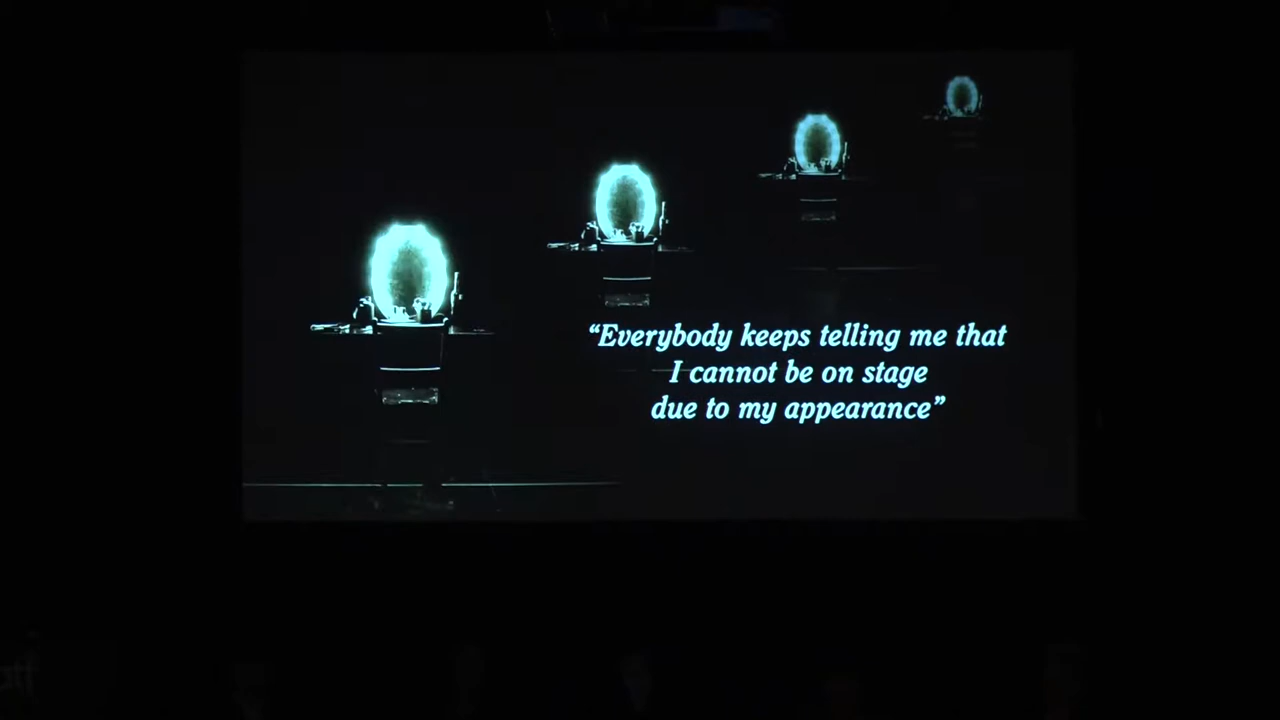 “Everybody keeps telling me that
I cannot be on stage
due to my appearance”